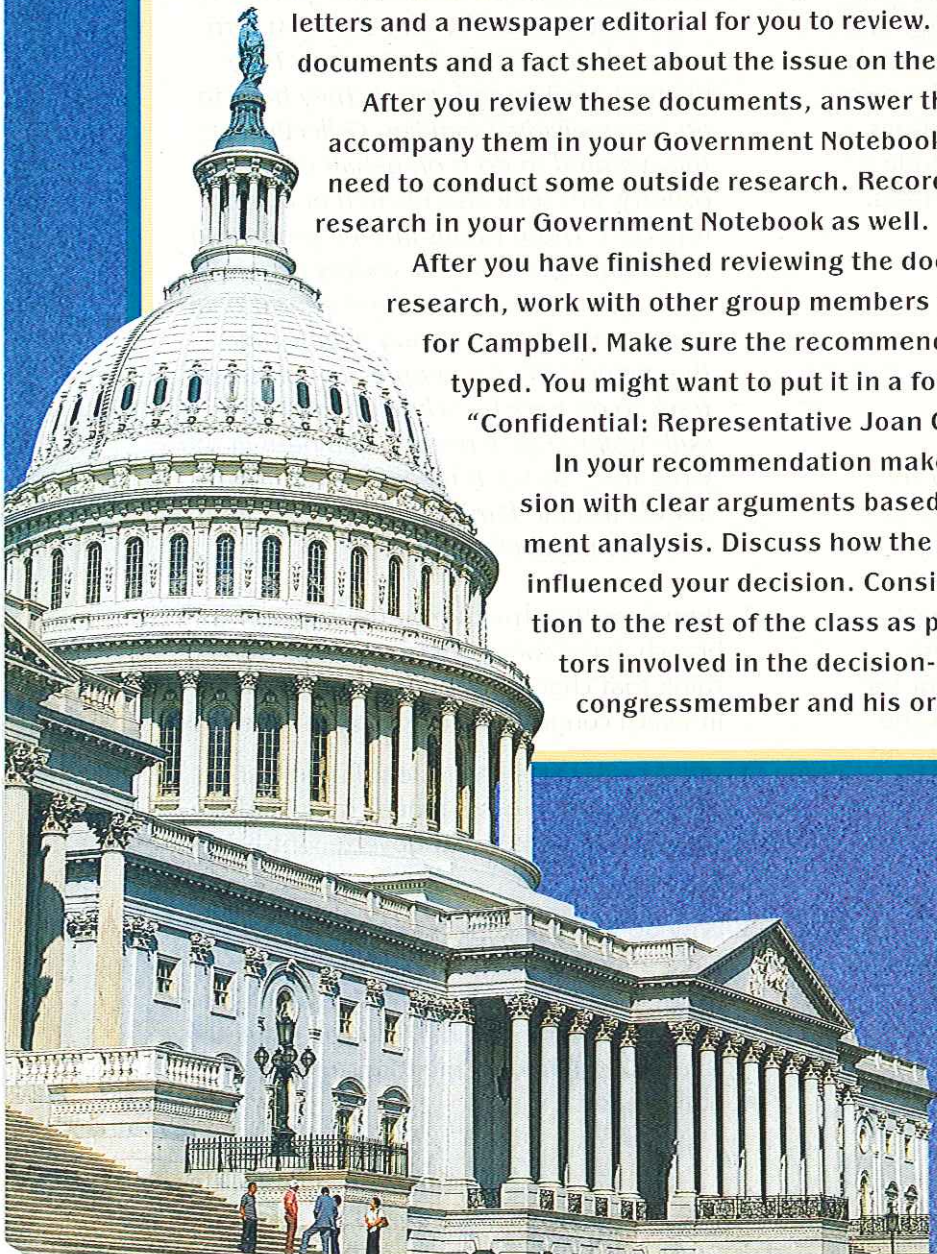 letters and a newspaper editorial for you to review.
documents and a fact sheet about the issue on the
After you review these documents, answer th
accompany them in your Government Notebook
need to conduct some outside research. Record
research in your Government Notebook as well.
After you have finished reviewing the doc
research, work with other group members
for Campbell. Make sure the recommend
typed. You might want to put it in a fo
"Confidential: Representative Joan C
In your recommendation make
sion with clear arguments based
ment analysis. Discuss how the
influenced your decision. Consi
tion to the rest of the class as p
tors involved in the decision-
congressmember and his or